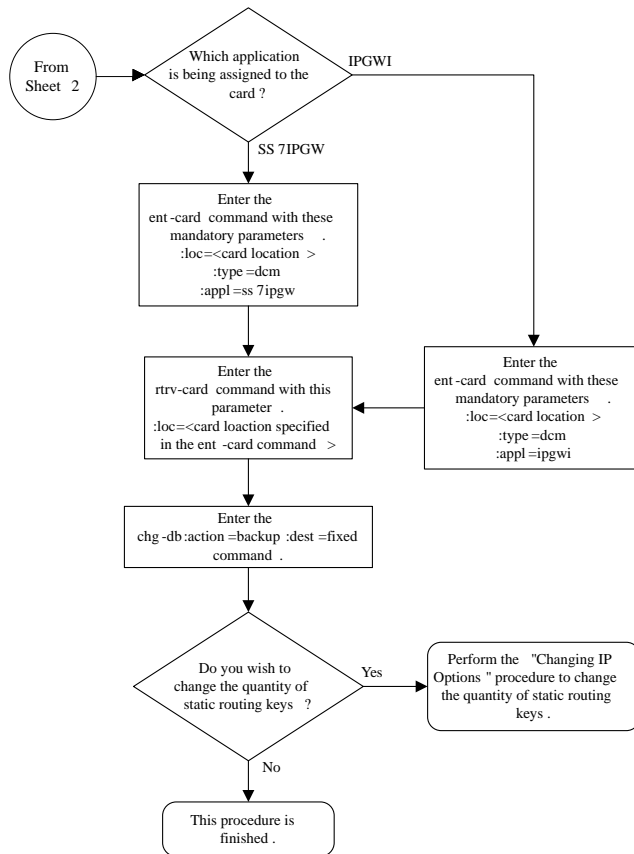 From
Sheet 2
Which application
is being assigned to the
card ?
IPGWI
SS 7IPGW
Enter the
ent -card command with these
mandatory parameters .
:loc=<card location >
:type =dcm
:appl=ss 7ipgw
Enter the
rtrv-card command with this
parameter .
:loc=<card loaction specified
in the ent -card command >
Enter the
ent -card command with these
mandatory parameters .
:loc=<card location >
:type =dcm
:appl=ipgwi
Enter the
chg -db:action =backup :dest =fixed
command .
Do you wish to
change the quantity of
static routing keys ?
Yes
Perform the "Changing IP
Options " procedure to change
the quantity of static routing
keys .
No
This procedure is
finished .